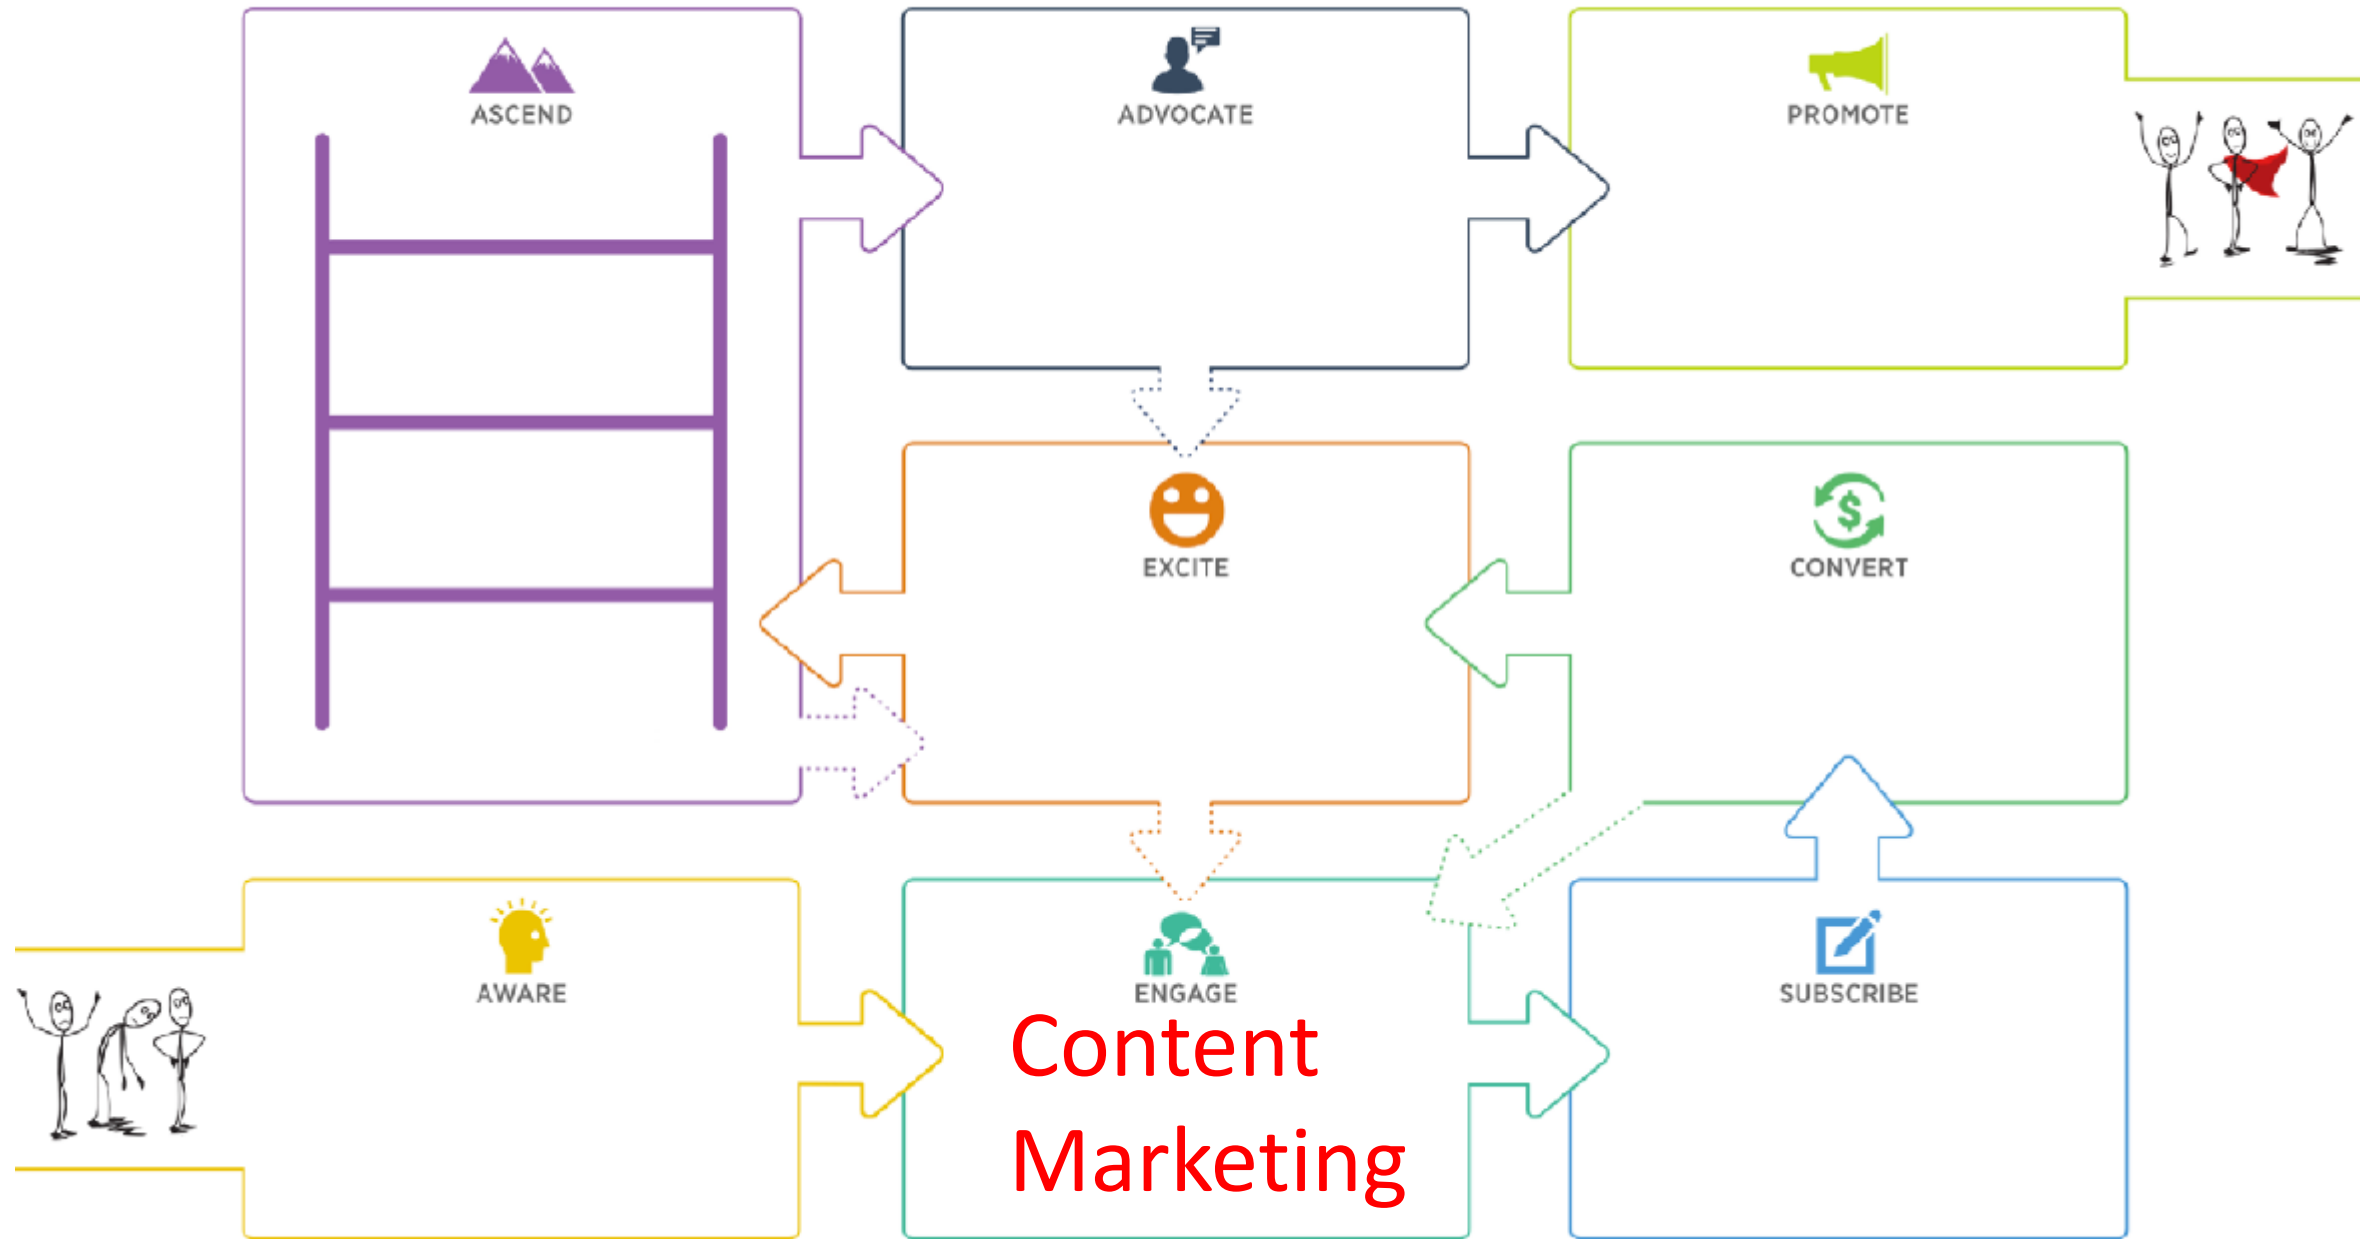 ASCEND
ADVOCATE
PROMOTE
EXCITE
CONVERT
AWARE
ENGAGE
Content
Marketing
SUBSCRIBE